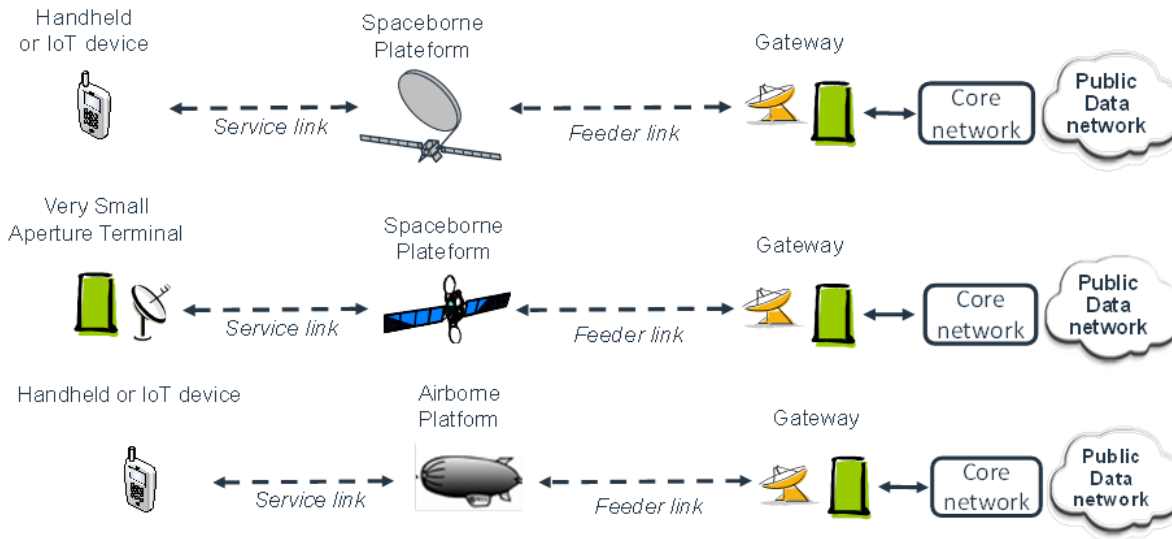 Handheld
or IoT device
Spaceborne
Plateform
Gateway
Service link
Feeder link
Core
network
Public
Data
network
Very Small
Aperture Terminal
Spaceborne
Plateform
Gateway
Service link
Feeder link
Core
network
Public
Data
network
Handheld or IoT device
Airborne
Platform
Gateway
Service link
Feeder link
Core
network
Public
Data
network